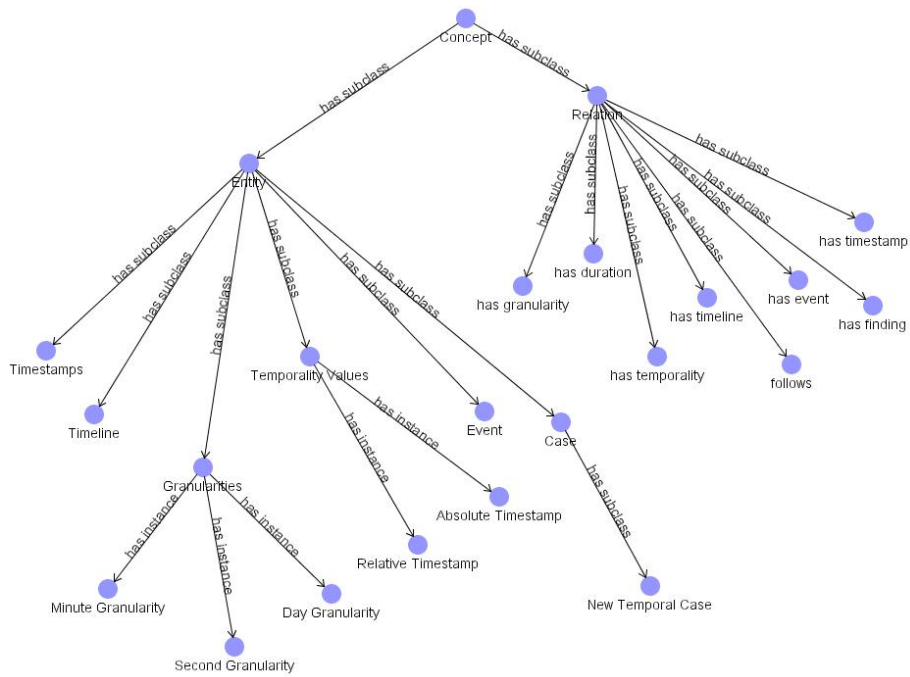 Concept
has subclass
has subclass
Relation
Entity
has subclass
has subclass
has subclass
has subclass
has subclass
has subclass
has subclass
has subclass
has subclass
has subclass
has subclass
has subclass
has subclass
has subclass
has timestamp
has duration
has granularity
has event
has timeline
has finding
Timestamps
Temporality Values
has temporality
follows
Timeline
Event
Case
has instance
has instance
has subclass
Granularities
has instance
has instance
has instance
Absolute Timestamp
Relative Timestamp
Minute Granularity
Day Granularity
New Temporal Case
Second Granularity